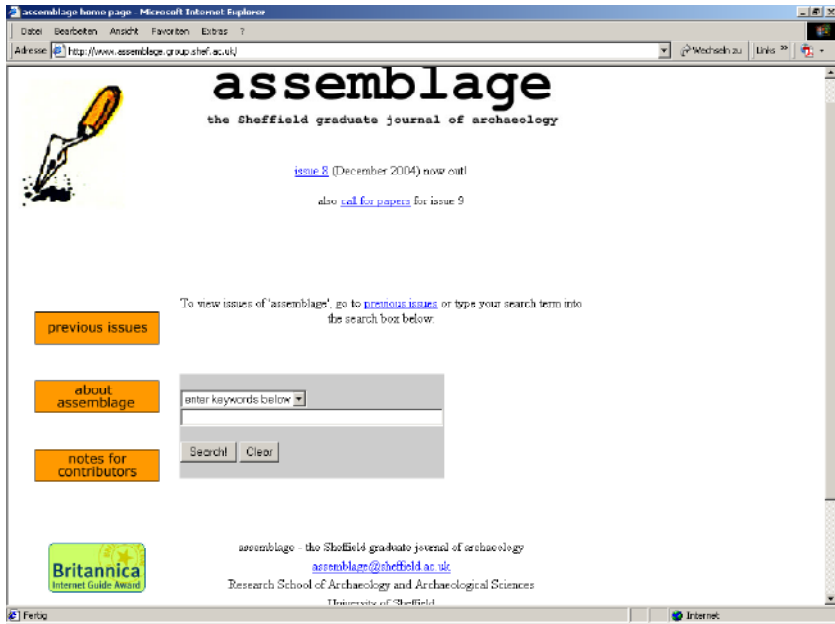 assemblage home page - Microsoft Internet Explorer
Datei Bearbeiten Ansicht Favoriten Extras ?
Adresse http://www.assemblage.group.shef.ac.uk/ Wechseln zu Links »
assemblage
the Sheffield graduate journal of archaeology
issue 8 (December 2004) now out!
also call for papers for issue 9
To view issues of 'assemblage', go to previous issues or type your search term into
the search box below:
previous issues
about
assemblage
enter keywords below
Search! Clear
notes for
contributors
Britannica
Internet Guide Award
assemblage - the Sheffield graduate journal of archaeology
assemblage@sheffield.ac.uk
Research School of Archaeology and Archaeological Sciences
University of Sheffield
Fertig Internet